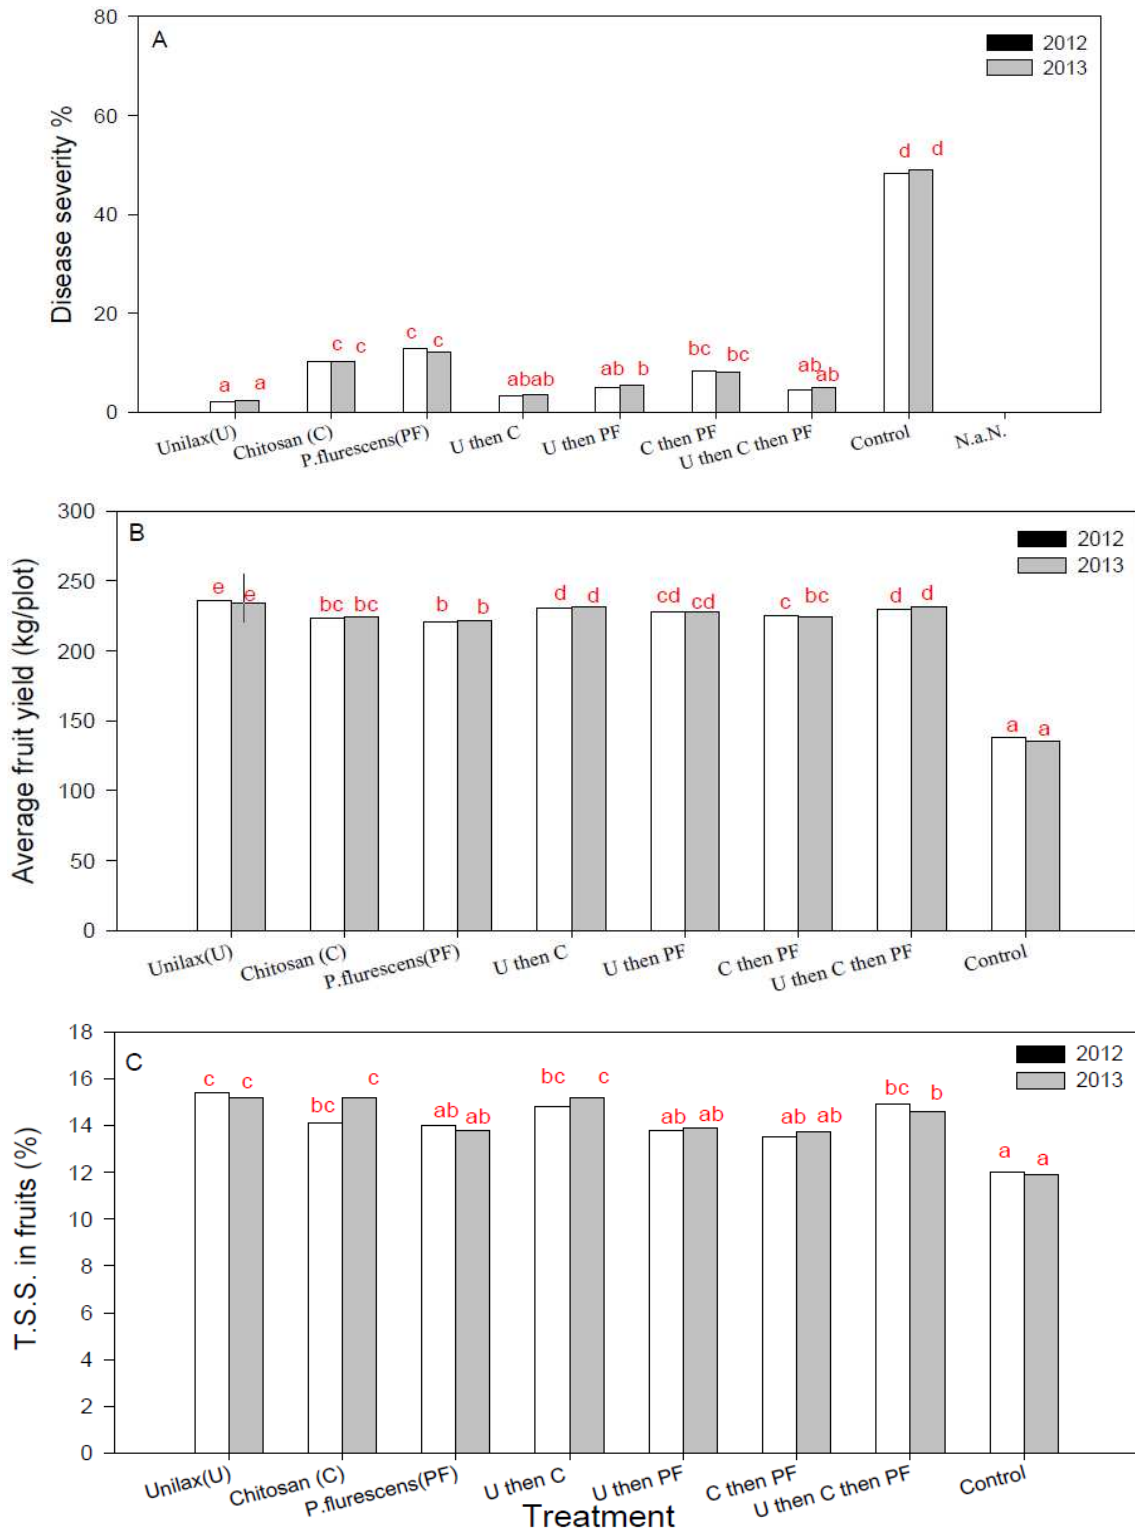 A
2012
2013
80
60
40
20
0
Disease severity %
a a c c c c ab ab ab b bc bc ab ab d d
Unilax(U) Chitosan (C) P.flurescens(PF) U then C U then PF C then PF U then C then PF Control N.a.N.
B
2012
2013
300
250
200
150
100
50
0
Average fruit yield (kg/plot)
e e bc bc b b d d cd cd c bc d d a a
Unilax(U) Chitosan (C) P.flurescens(PF) U then C U then PF C then PF U then C then PF Control
C
2012
2013
18
16
14
12
10
8
6
4
2
0
T.S.S. in fruits (%)
c c bc c ab ab bc c ab ab ab ab bc b a a
Unilax(U) Chitosan (C) P.flurescens(PF) U then C U then PF C then PF U then C then PF Control
Treatment